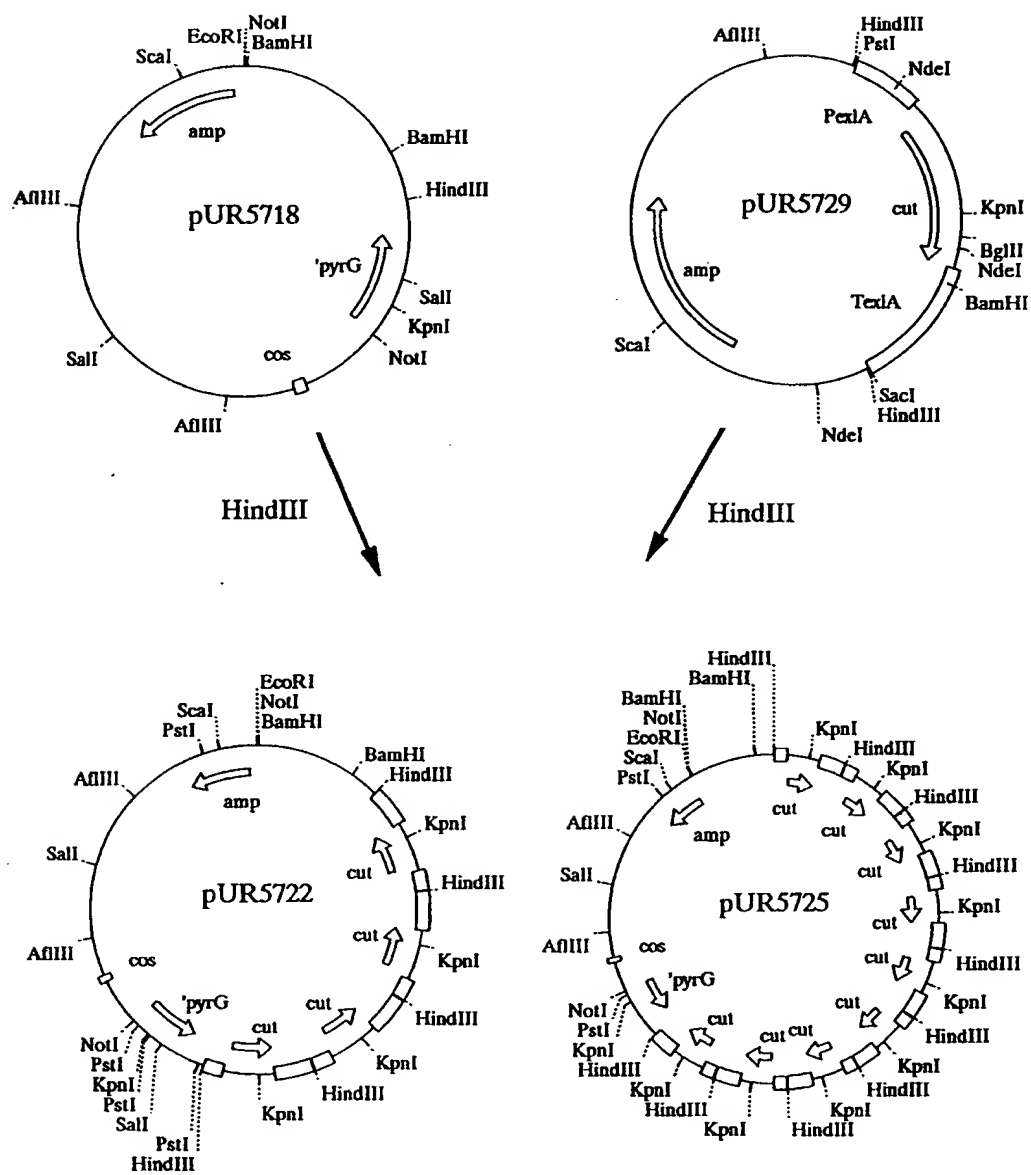 EcoRI
NotI
BamHI
ScaI
amp
BamHI
HindIII
AflIII
pUR5718
'pyrG
SalI
KpnI
NotI
SalI
cos
AflIII
HindIII
AflIII
HindIII
PstI
NdeI
PexlA
pUR5729
cut
KpnI
BglII
NdeI
BamHI
amp
TexlA
ScaI
SacI
HindIII
NdeI
HindIII
EcoRI
NotI
BamHI
ScaI
PstI
BamHI
HindIII
AflIII
amp
KpnI
SalI
cut
pUR5722
HindIII
cut
KpnI
AflIII
cos
'pyrG
cut
cut
HindIII
NotI
PstI
KpnI
PstI
SalI
PstI
HindIII
KpnI
HindIII
KpnI
HindIII
BamHI
BamHI
NotI
EcoRI
ScaI
PstI
KpnI
HindIII
KpnI
HindIII
KpnI
AflIII
amp
cut
cut
cut
HindIII
SalI
pUR5725
cut
KpnI
AflIII
cos
cut
HindIII
'pyrG
cut
KpnI
NotI
PstI
KpnI
HindIII
cut
cut
cut
HindIII
KpnI
KpnI
HindIII
HindIII
KpnI
KpnI
HindIII